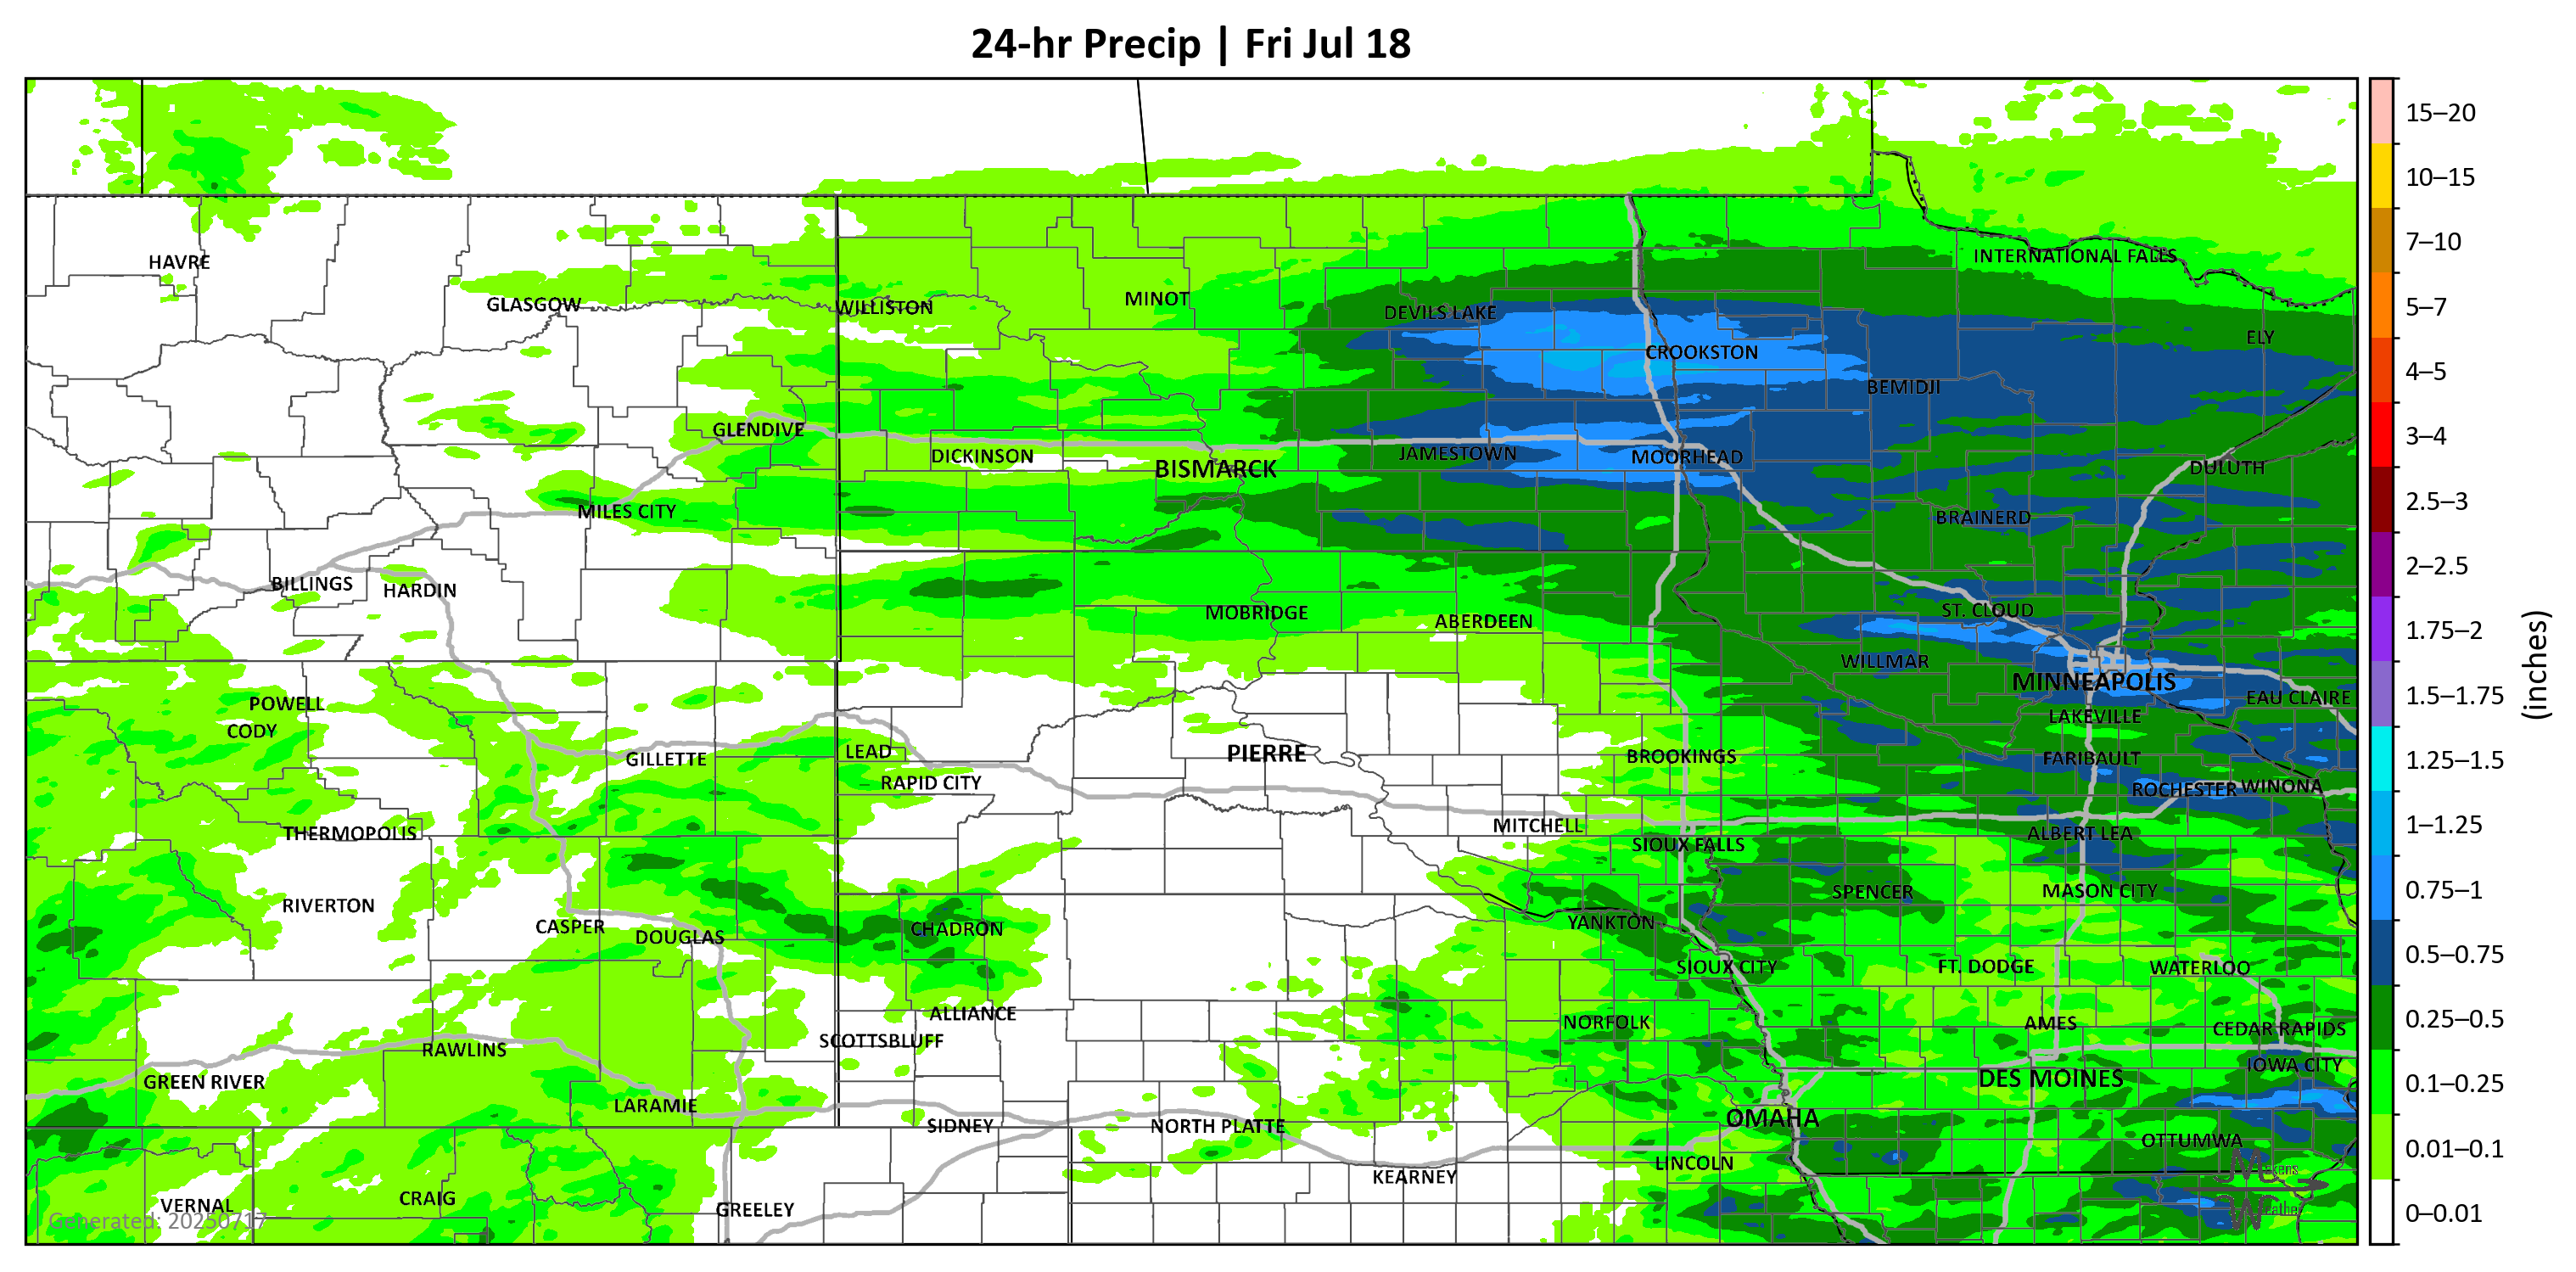 24-hr Precip | Fri Jul 18
15–20
10–15
HAVRE
INTERNATIONAL FALLS
7–10
GLASGOW
WILLISTON
MINOT
DEVILS LAKE
5–7
ELY
CROOKSTON
4–5
BEMIDJI
GLENDIVE
3–4
DICKINSON
BISMARCK
JAMESTOWN
MOORHEAD
DULUTH
2.5–3
MILES CITY
BRAINERD
2–2.5
BILLINGS
HARDIN
MOBRIDGE
ABERDEEN
ST. CLOUD
1.75–2
WILLMAR
MINNEAPOLIS
(inches)
1.5–1.75
POWELL
EAU CLAIRE
CODY
LAKEVILLE
GILLETTE
LEAD
PIERRE
BROOKINGS
FARIBAULT
1.25–1.5
RAPID CITY
ROCHESTER
WINONA
THERMOPOLIS
MITCHELL
ALBERT LEA
1–1.25
SIOUX FALLS
RIVERTON
SPENCER
MASON CITY
0.75–1
CASPER
DOUGLAS
CHADRON
YANKTON
SIOUX CITY
FT. DODGE
WATERLOO
0.5–0.75
ALLIANCE
NORFOLK
AMES
CEDAR RAPIDS
0.25–0.5
RAWLINS
SCOTTSBLUFF
IOWA CITY
GREEN RIVER
DES MOINES
0.1–0.25
LARAMIE
SIDNEY
NORTH PLATTE
OMAHA
OTTUMWA
0.01–0.1
KEARNEY
LINCOLN
VERNAL
CRAIG
GREELEY
Generated: 20250717
0–0.01